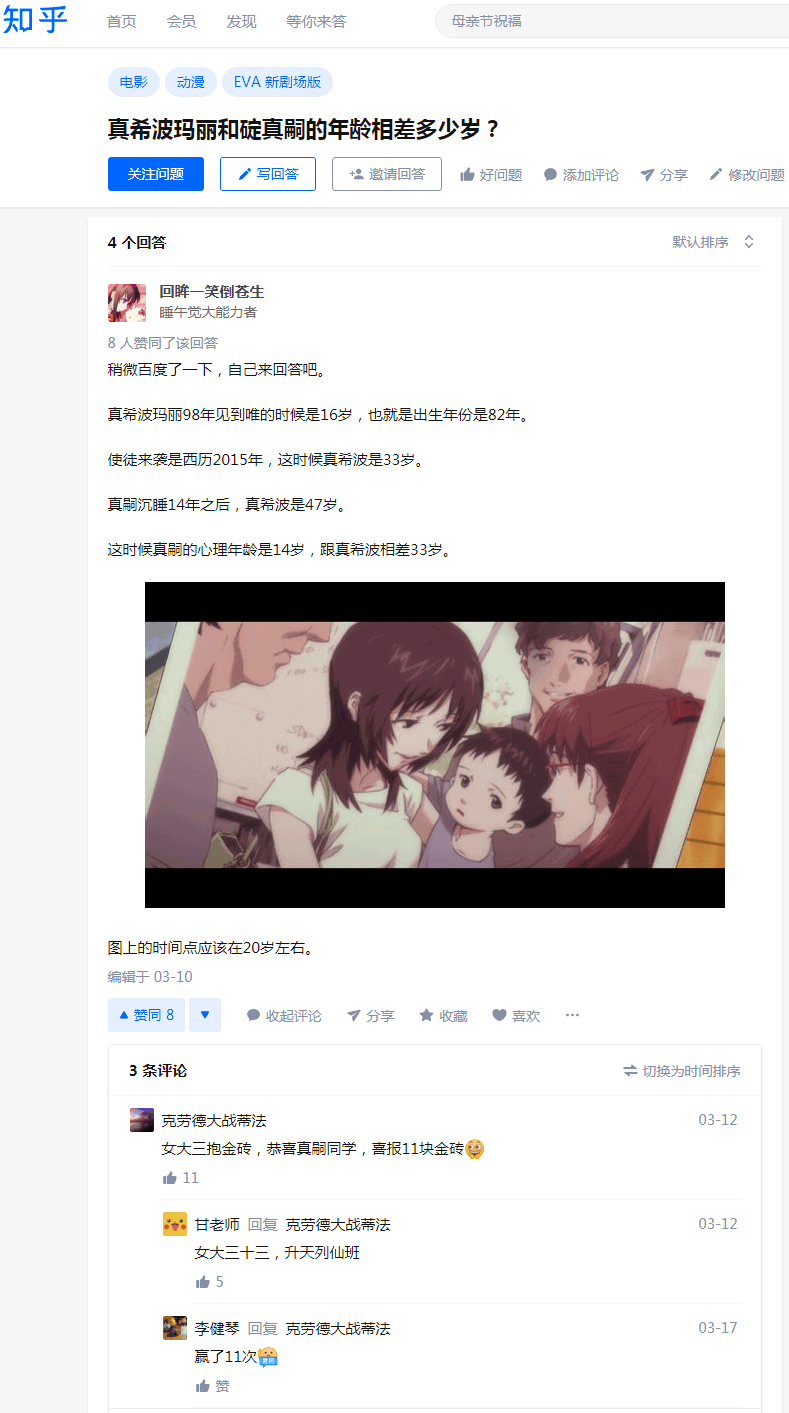 知乎 首页 会员 发现 等你来答 母亲节祝福
电影 动漫 EVA 新剧场版
真希波玛丽和碇真嗣的年龄相差多少岁？
关注问题 写回答 邀请回答 好问题 添加评论 分享 修改问题
4 个回答 默认排序
回眸一笑倒苍生
睡午觉大能力者
8 人赞同了该回答
稍微百度了一下，自己来回答吧。
真希波玛丽98年见到唯的时候是16岁，也就是出生年份是82年。
使徒来袭是西历2015年，这时候真希波是33岁。
真嗣沉睡14年之后，真希波是47岁。
这时候真嗣的心理年龄是14岁，跟真希波相差33岁。
图上的时间点应该在20岁左右。
编辑于 03-10
赞同 8 收起评论 分享 收藏 喜欢 ···
3 条评论 切换为时间排序
克劳德大战蒂法 03-12
女大三抱金砖，恭喜真嗣同学，喜报11块金砖
11
甘老师 回复 克劳德大战蒂法 03-12
女大三十三，升天列仙班
5
李健琴 回复 克劳德大战蒂法 03-17
赢了11次
赞